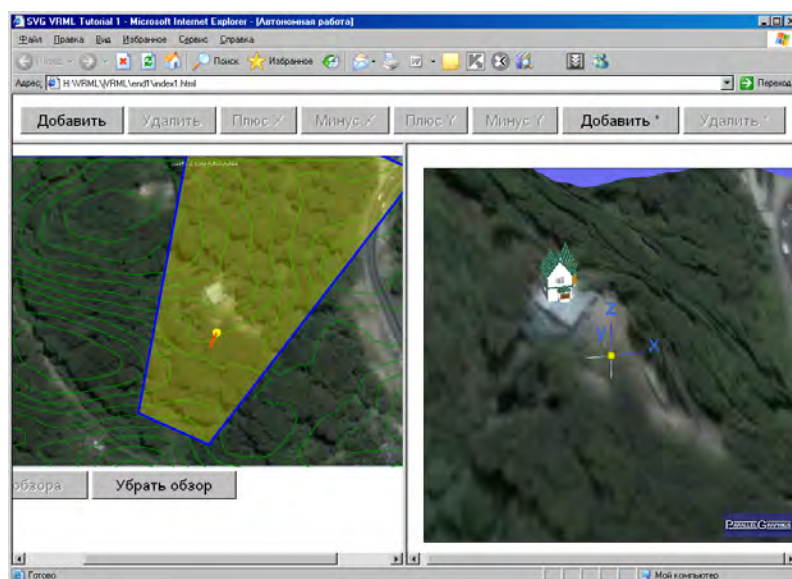 SVG VRML Tutorial 1 - Microsoft Internet Explorer - [Автономная работа]
Файл Правка Вид Избранное Сервис Справка
Назад Поиск Избранное
Адрес: H:\VRML\VRML\end1\index1.html Переход
Добавить Удалить Плюс X Минус X Плюс Y Минус Y Добавить * Удалить *
Z
Y X
обзора Убрать обзор
PARALLELGRAPHICS
Готово Мой компьютер